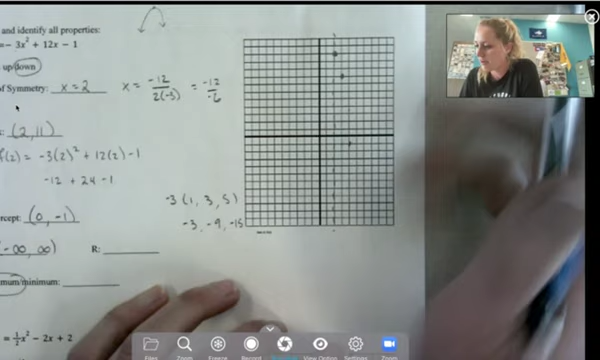 and identify all properties:
= - 3x² + 12x - 1
up/down
of Symmetry: x = 2 x = -12 / 2(-3) = -12 / -6
: (2, 11)
f(2) = -3(2)² + 12(2) - 1
-12 + 24 - 1
-3 (1, 3, 5)
rcept: (0, -1) -3, -9, -15
(-∞, ∞) R:
mum/minimum:
= ½x² - 2x + 2
Files Zoom Freeze Record View Option Settings Zoom